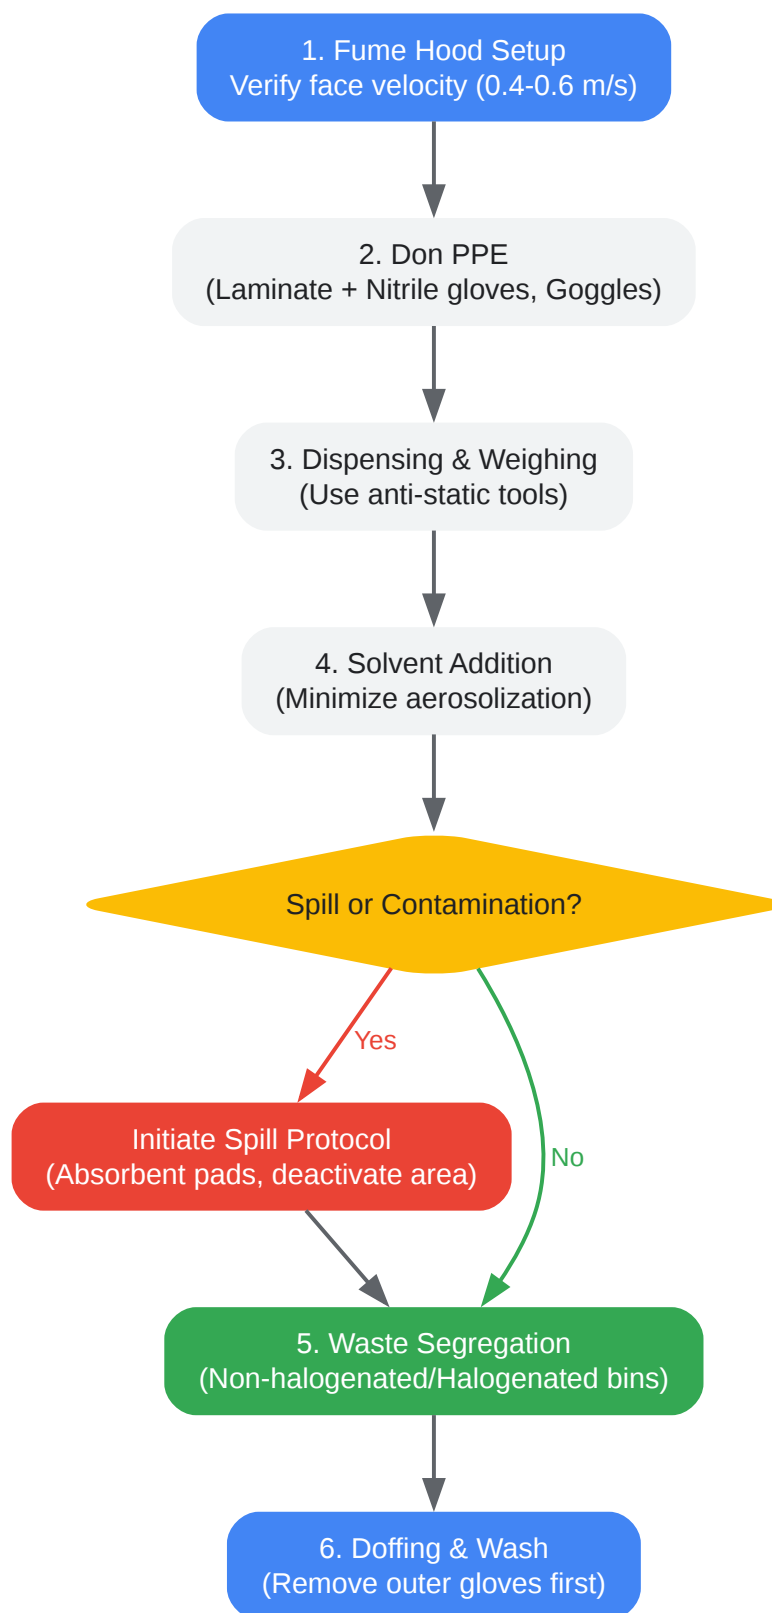 1. Fume Hood Setup
Verify face velocity (0.4-0.6 m/s)
2. Don PPE
(Laminate + Nitrile gloves, Goggles)
3. Dispensing & Weighing
(Use anti-static tools)
4. Solvent Addition
(Minimize aerosolization)
Spill or Contamination?
Yes
Initiate Spill Protocol
(Absorbent pads, deactivate area)
No
5. Waste Segregation
(Non-halogenated/Halogenated bins)
6. Doffing & Wash
(Remove outer gloves first)